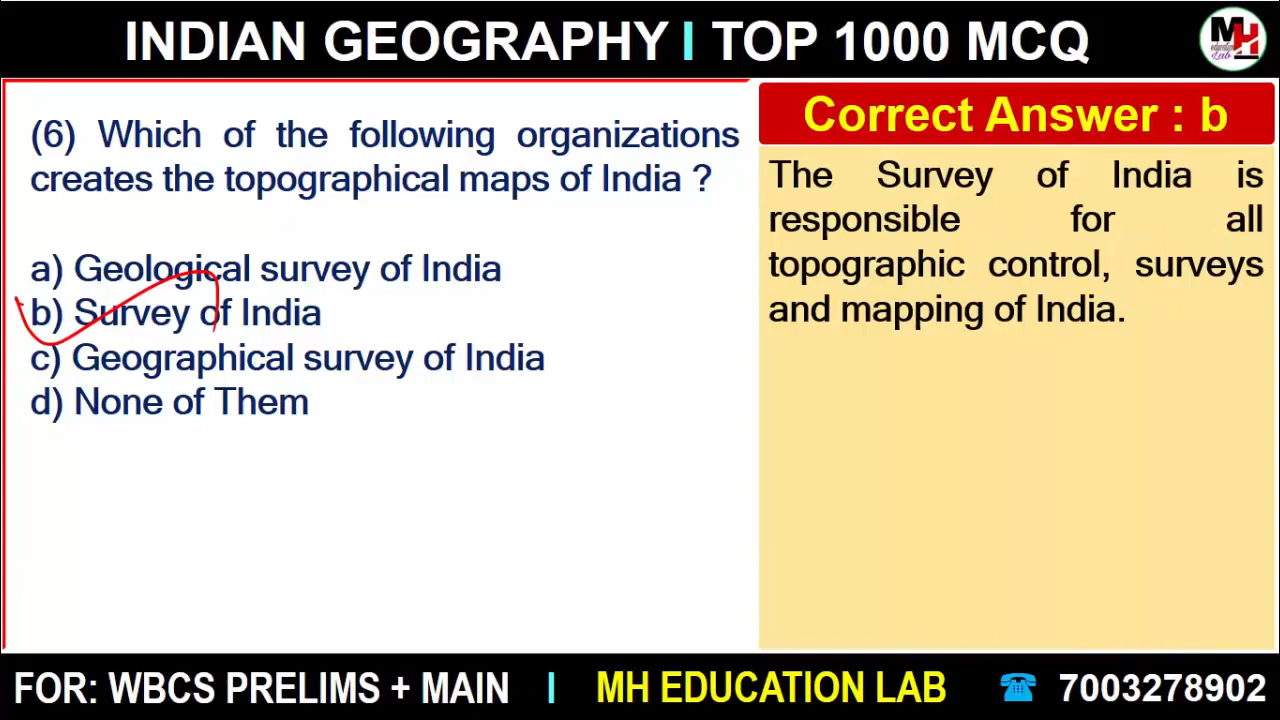 INDIAN GEOGRAPHY I TOP 1000 MCQ
MH
education
Lab
(6) Which of the following organizations
creates the topographical maps of India ?
a) Geological survey of India
b) Survey of India
c) Geographical survey of India
d) None of Them
Correct Answer : b
The Survey of India is
responsible for all
topographic control, surveys
and mapping of India.
FOR: WBCS PRELIMS + MAIN I MH EDUCATION LAB ☎ 7003278902